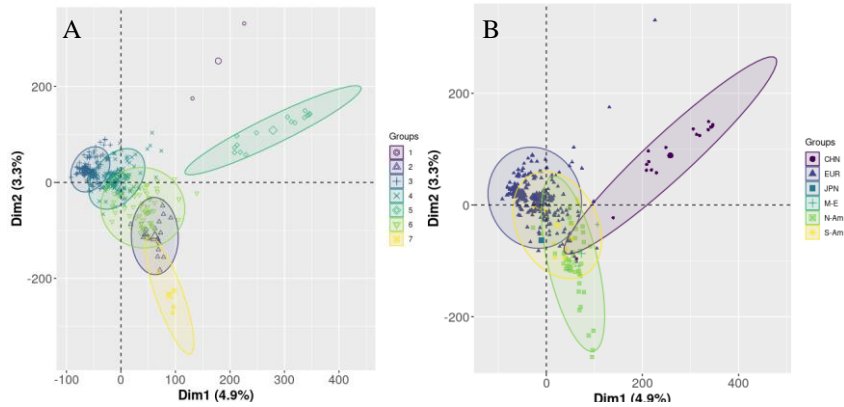 A
B
200
0
-200
Dim2 (3.3%)
-100
0
100
200
300
400
Dim1 (4.9%)
Groups
1
2
3
4
5
6
7
200
0
-200
Dim2 (3.3%)
0
200
400
Dim1 (4.9%)
Groups
CHN
EUR
JPN
M-E
N-Am
S-Am